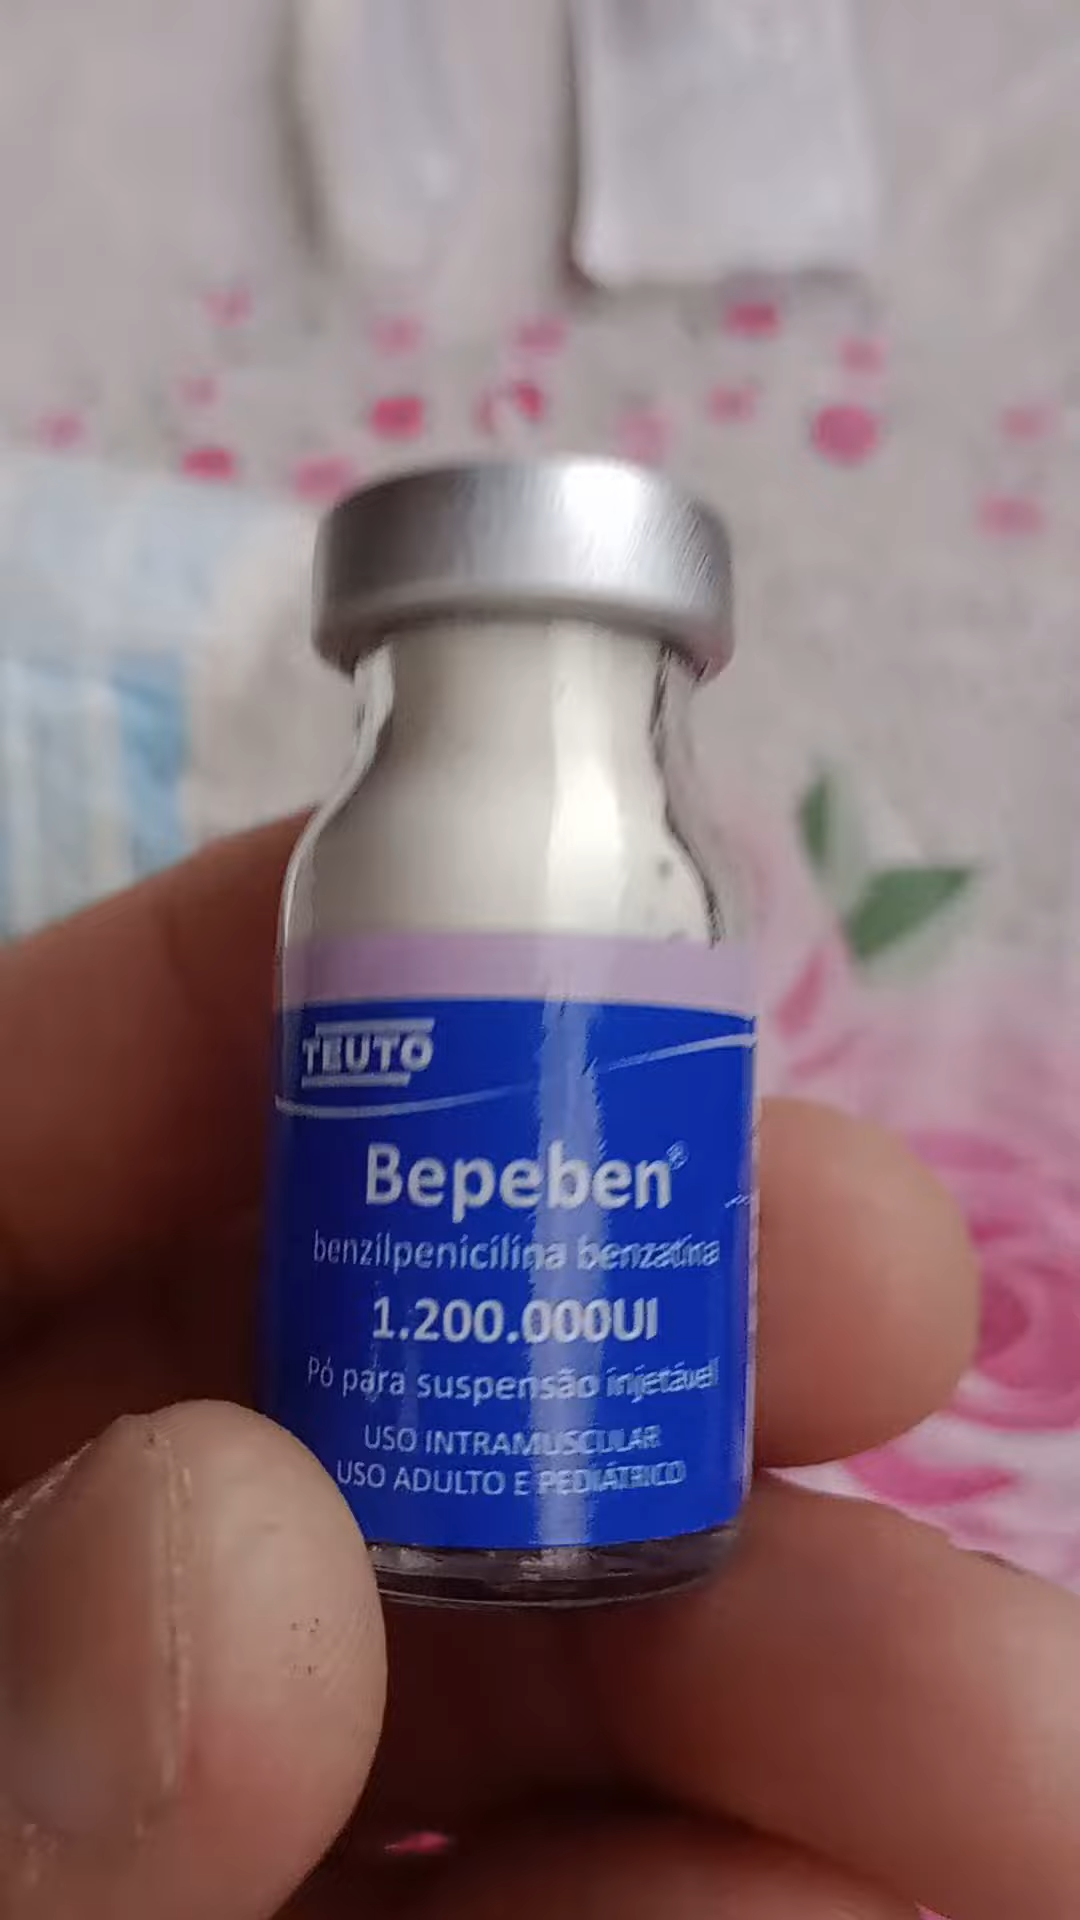 TEUTO
Bepeben®
benzilpenicilina benzatina
1.200.000UI
Pó para suspensão injetável
USO INTRAMUSCULAR
USO ADULTO E PEDIÁTRICO